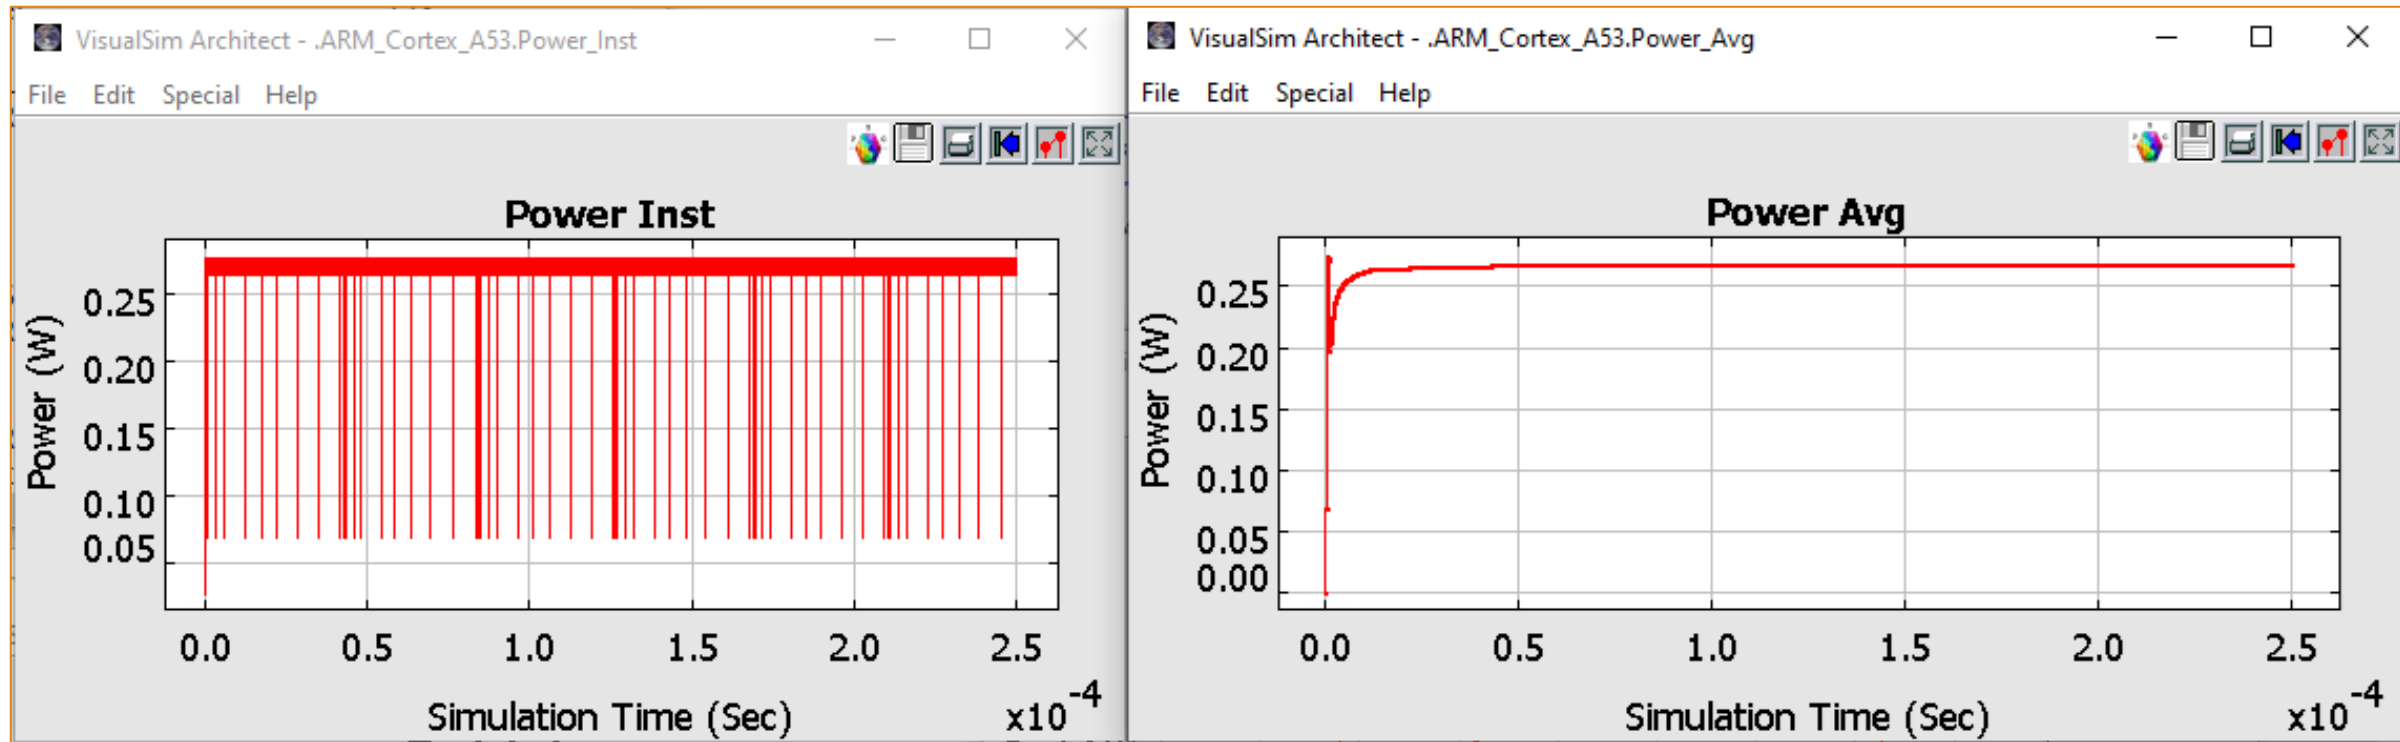 VisualSim Architect - .ARM_Cortex_A53.Power_Inst
File Edit Special Help
Power Inst
Power (W)
0.25
0.20
0.15
0.10
0.05
0.0 0.5 1.0 1.5 2.0 2.5
Simulation Time (Sec)
x10-4
VisualSim Architect - .ARM_Cortex_A53.Power_Avg
File Edit Special Help
Power Avg
Power (W)
0.25
0.20
0.15
0.10
0.05
0.00
0.0 0.5 1.0 1.5 2.0 2.5
Simulation Time (Sec)
x10-4